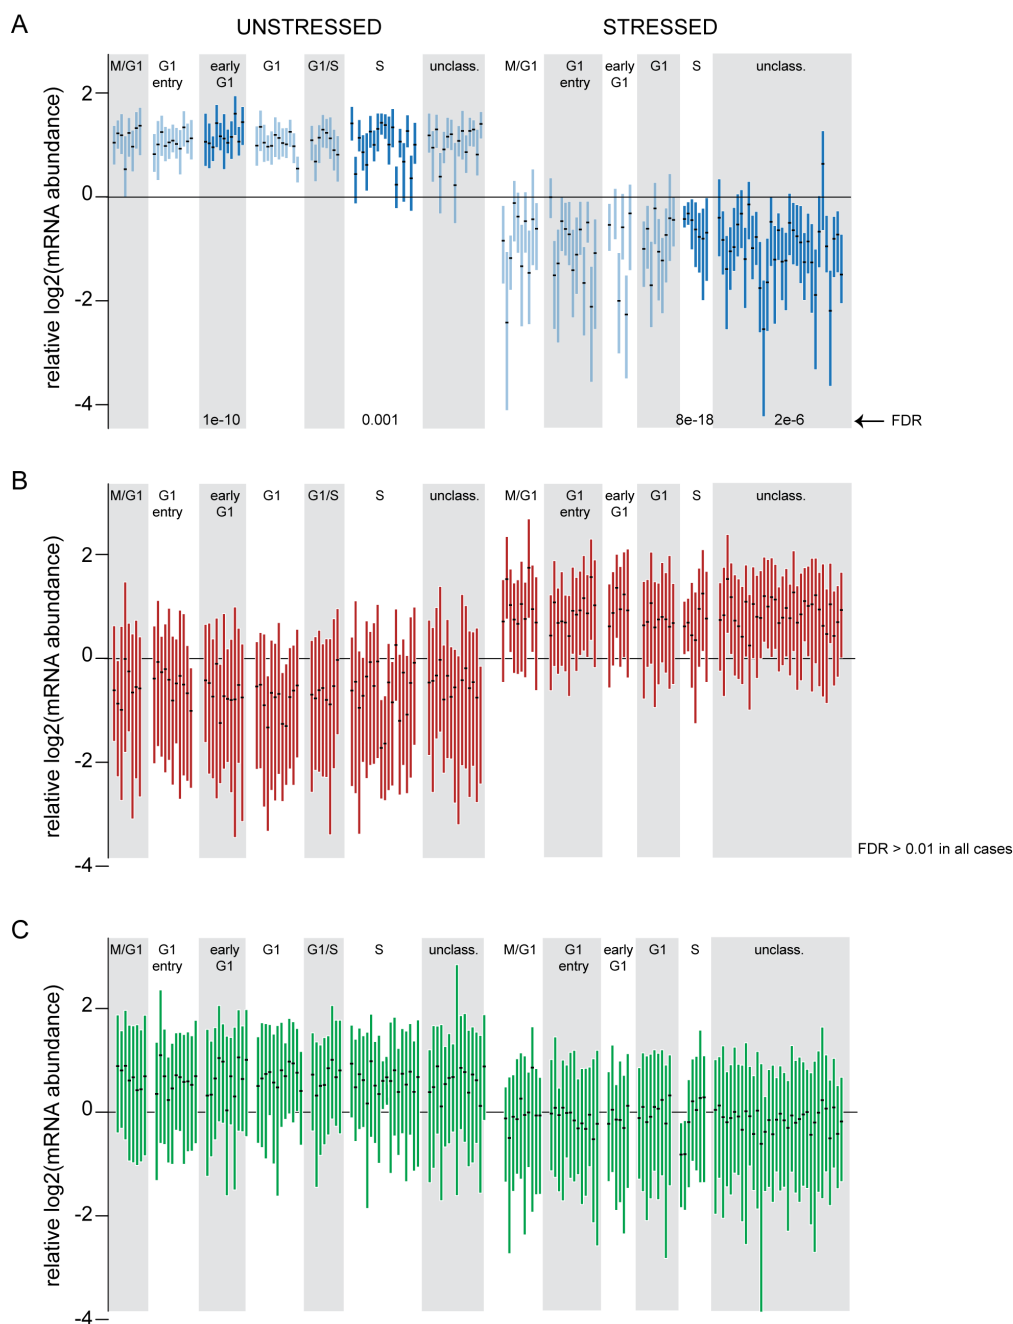 A
UNSTRESSED
STRESSED
M/G1
G1
entry
early
G1
G1
G1/S
S
unclass.
M/G1
G1
entry
early
G1
G1
S
unclass.
relative log2(mRNA abundance)
2
0
-2
-4
1e-10
0.001
8e-18
2e-6
FDR
B
M/G1
G1
entry
early
G1
G1
G1/S
S
unclass.
M/G1
G1
entry
early
G1
G1
S
unclass.
relative log2(mRNA abundance)
2
0
-2
-4
FDR > 0.01 in all cases
C
M/G1
G1
entry
early
G1
G1
G1/S
S
unclass.
M/G1
G1
entry
early
G1
G1
S
unclass.
relative log2(mRNA abundance)
2
0
-2
-4